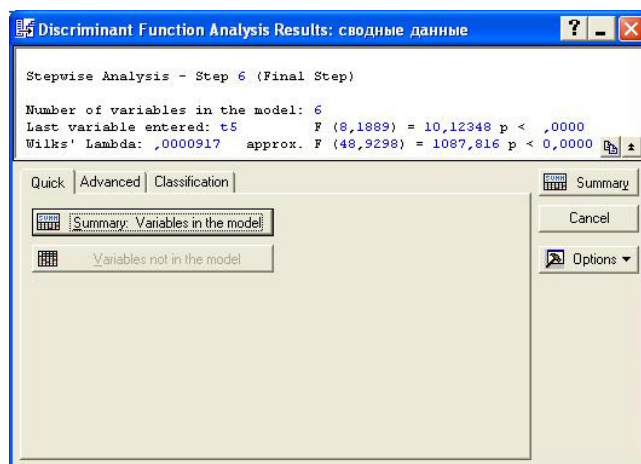 Discriminant Function Analysis Results: сводные данные
Stepwise Analysis - Step 6 (Final Step)
Number of variables in the model: 6
Last variable entered: t5 F (8,1889) = 10,12348 p < ,0000
Wilks' Lambda: ,0000917 approx. F (48,9298) = 1087,816 p < 0,0000
Quick Advanced Classification
Summary
Summary: Variables in the model
Cancel
Variables not in the model
Options